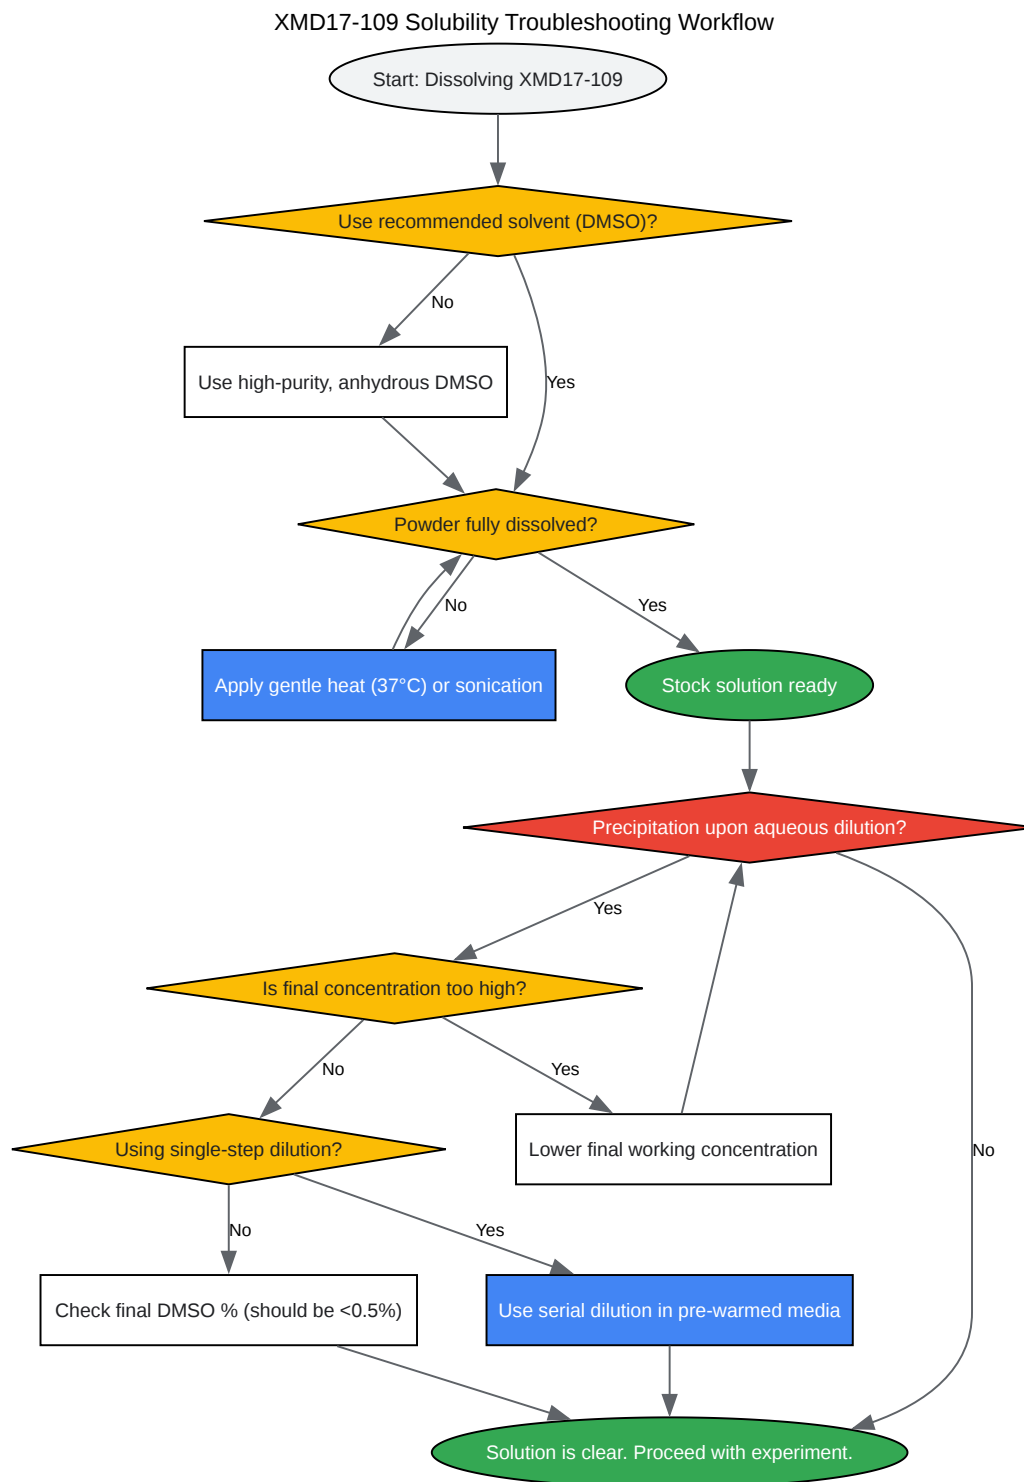 XMD17-109 Solubility Troubleshooting Workflow
Start: Dissolving XMD17-109
Use recommended solvent (DMSO)?
No
Use high-purity, anhydrous DMSO
Yes
Powder fully dissolved?
No
Yes
Apply gentle heat (37°C) or sonication
Stock solution ready
Precipitation upon aqueous dilution?
Yes
Is final concentration too high?
No
Yes
Using single-step dilution?
Lower final working concentration
No
No
Yes
Check final DMSO % (should be <0.5%)
Use serial dilution in pre-warmed media
Solution is clear. Proceed with experiment.